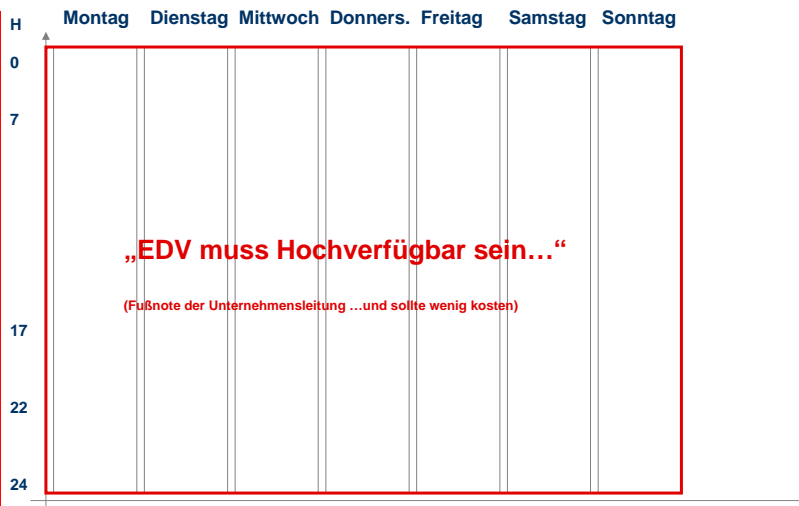 H Montag Dienstag Mittwoch Donners. Freitag Samstag Sonntag
0
7
„EDV muss Hochverfügbar sein…“
(Fußnote der Unternehmensleitung …und sollte wenig kosten)
17
22
24